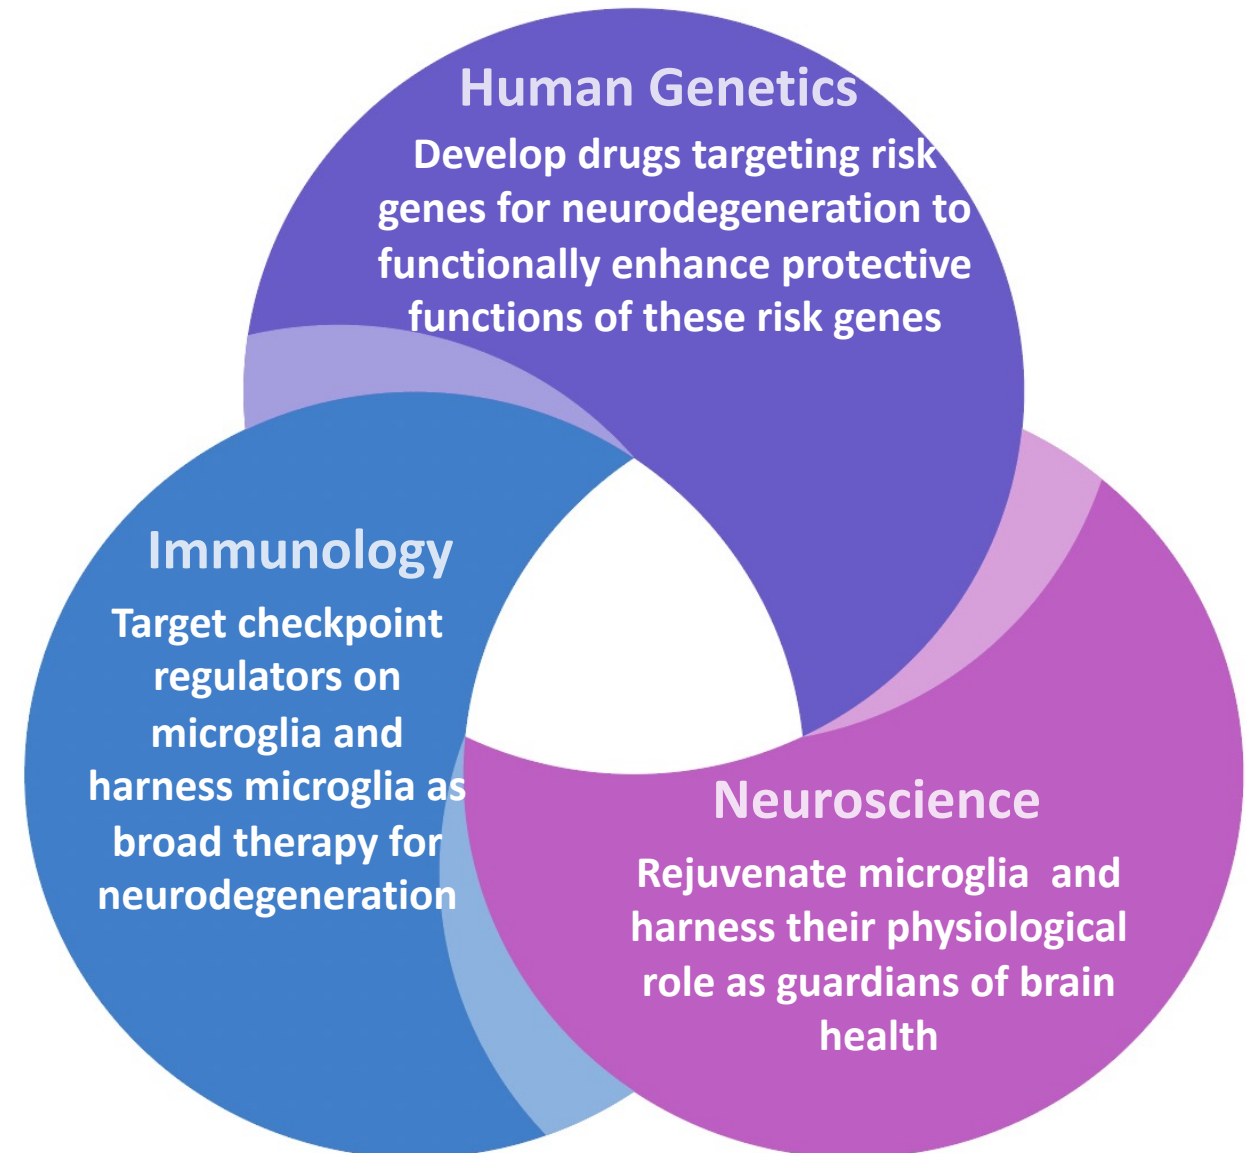 Human Genetics
Develop drugs targeting risk
genes for neurodegeneration to
functionally enhance protective
functions of these risk genes
Immunology
Target checkpoint
regulators on
microglia and
harness microglia as
broad therapy for
neurodegeneration
Neuroscience
Rejuvenate microglia  and
harness their physiological
role as guardians of brain
health